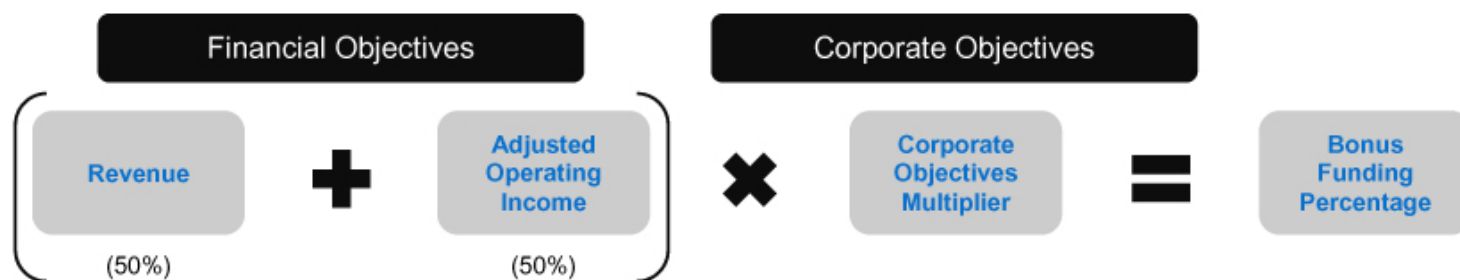 Financial Objectives
Corporate Objectives
Revenue
Adjusted
Operating
Income
Corporate
Objectives
Multiplier
Bonus
Funding
Percentage
(50%)
(50%)